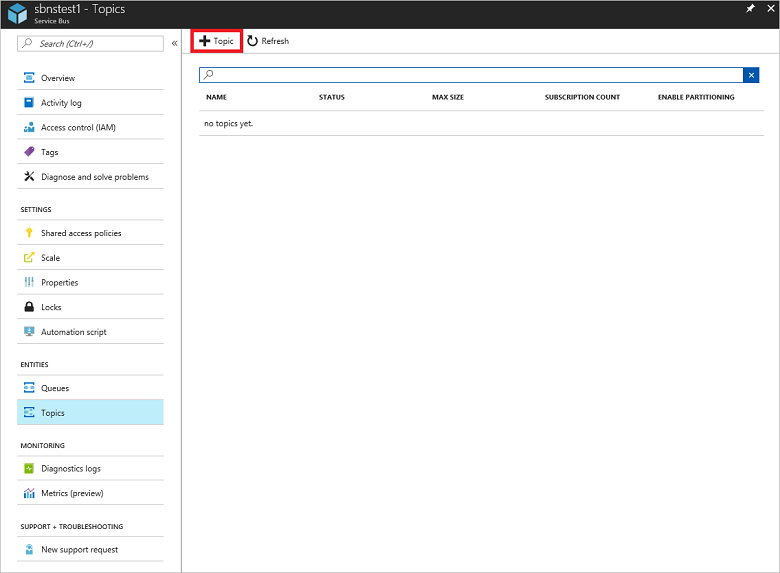 sbnstest1 - Topics
Service Bus
Search (Ctrl+/)
Overview
Activity log
Access control (IAM)
Tags
Diagnose and solve problems
SETTINGS
Shared access policies
Scale
Properties
Locks
Automation script
ENTITIES
Queues
Topics
MONITORING
Diagnostics logs
Metrics (preview)
SUPPORT + TROUBLESHOOTING
New support request
Topic Refresh
NAME STATUS MAX SIZE SUBSCRIPTION COUNT ENABLE PARTITIONING
no topics yet.